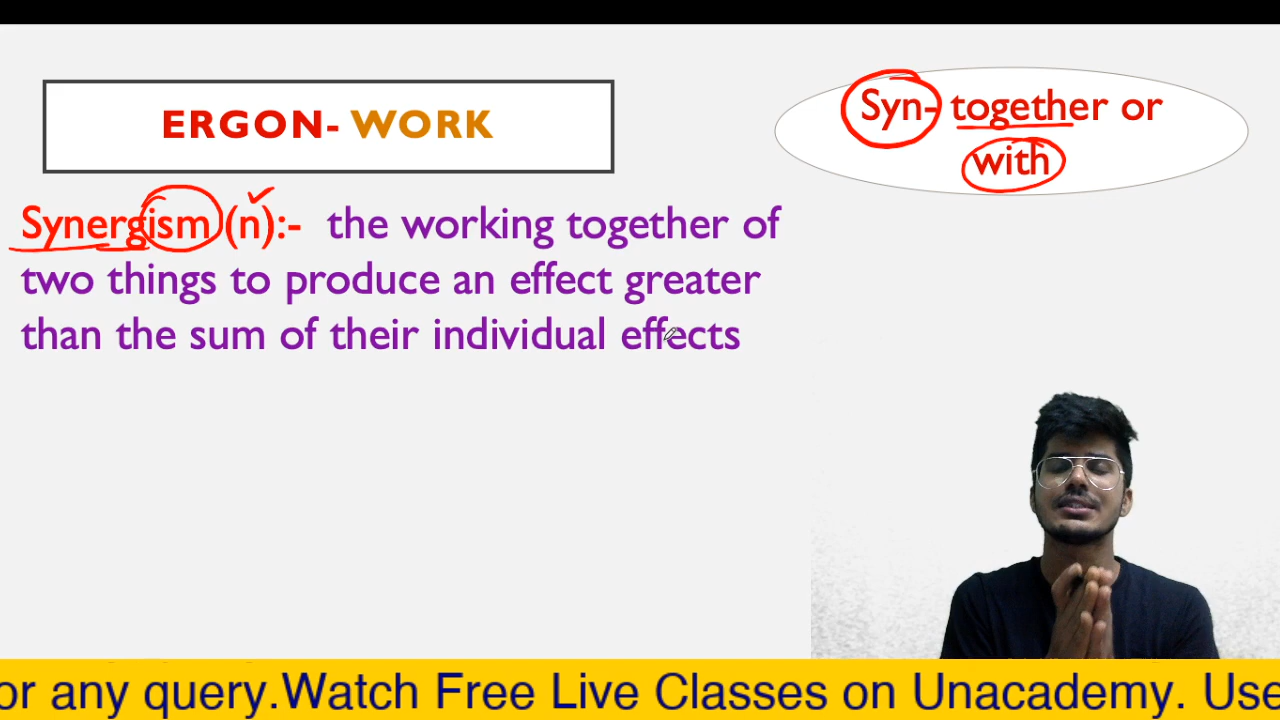 ERGON- WORK
Syn- together or
with
Synergism (n):- the working together of
two things to produce an effect greater
than the sum of their individual effects
or any query.Watch Free Live Classes on Unacademy. Use